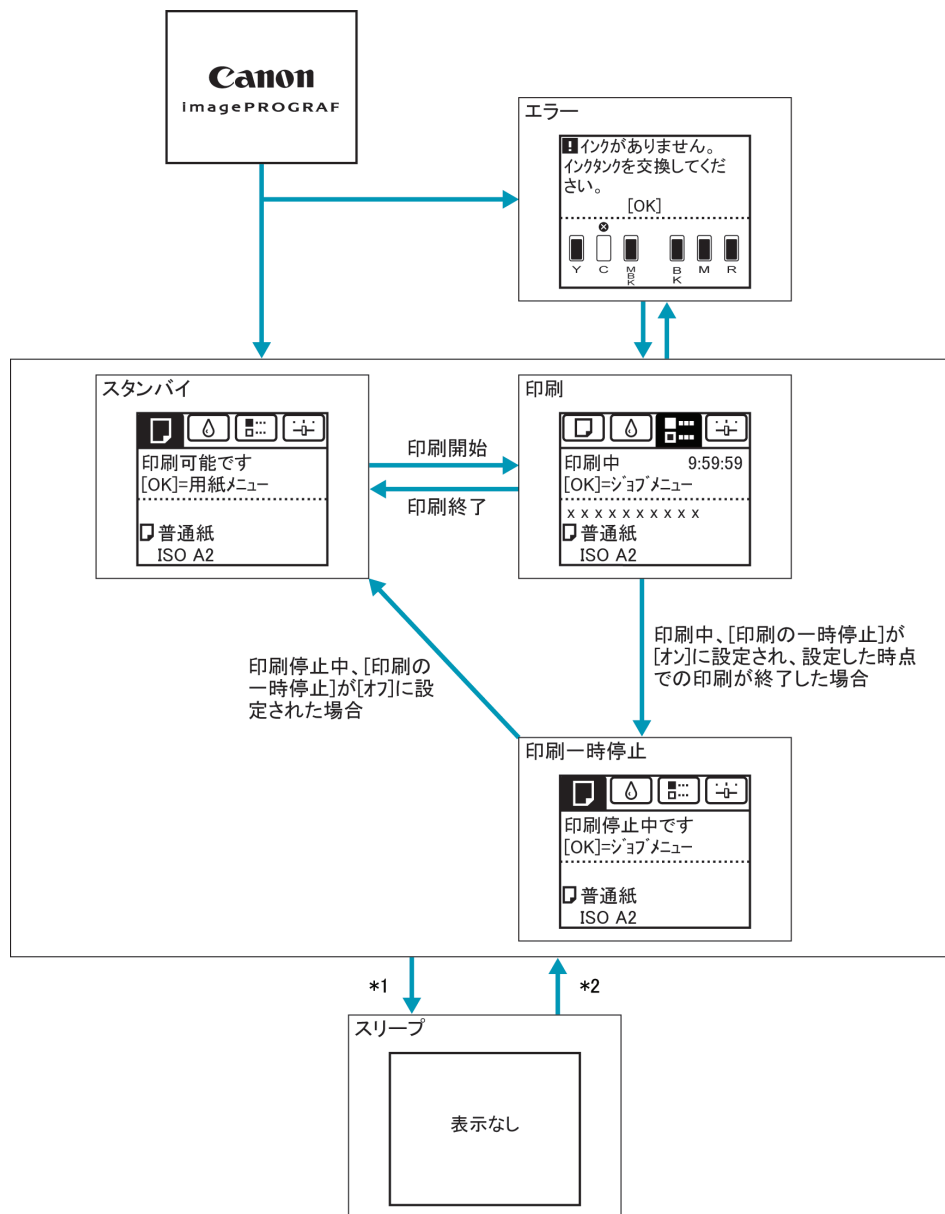 Canon
imagePROGRAF
エラー
!インクがありません。
インクタンクを交換してくだ
さい。
[OK]
Y C MBK BK M R
スタンバイ
印刷可能です
[OK]=用紙メニュー
普通紙
ISO A2
印刷開始
印刷終了
印刷
印刷中 9:59:59
[OK]=ジョブメニュー
x x x x x x x x x x
普通紙
ISO A2
印刷停止中、[印刷の
一時停止]が[オフ]に設
定された場合
印刷中、[印刷の一時停止]が
[オン]に設定され、設定した時点
での印刷が終了した場合
印刷一時停止
印刷停止中です
[OK]=ジョブメニュー
普通紙
ISO A2
*1
*2
スリープ
表示なし